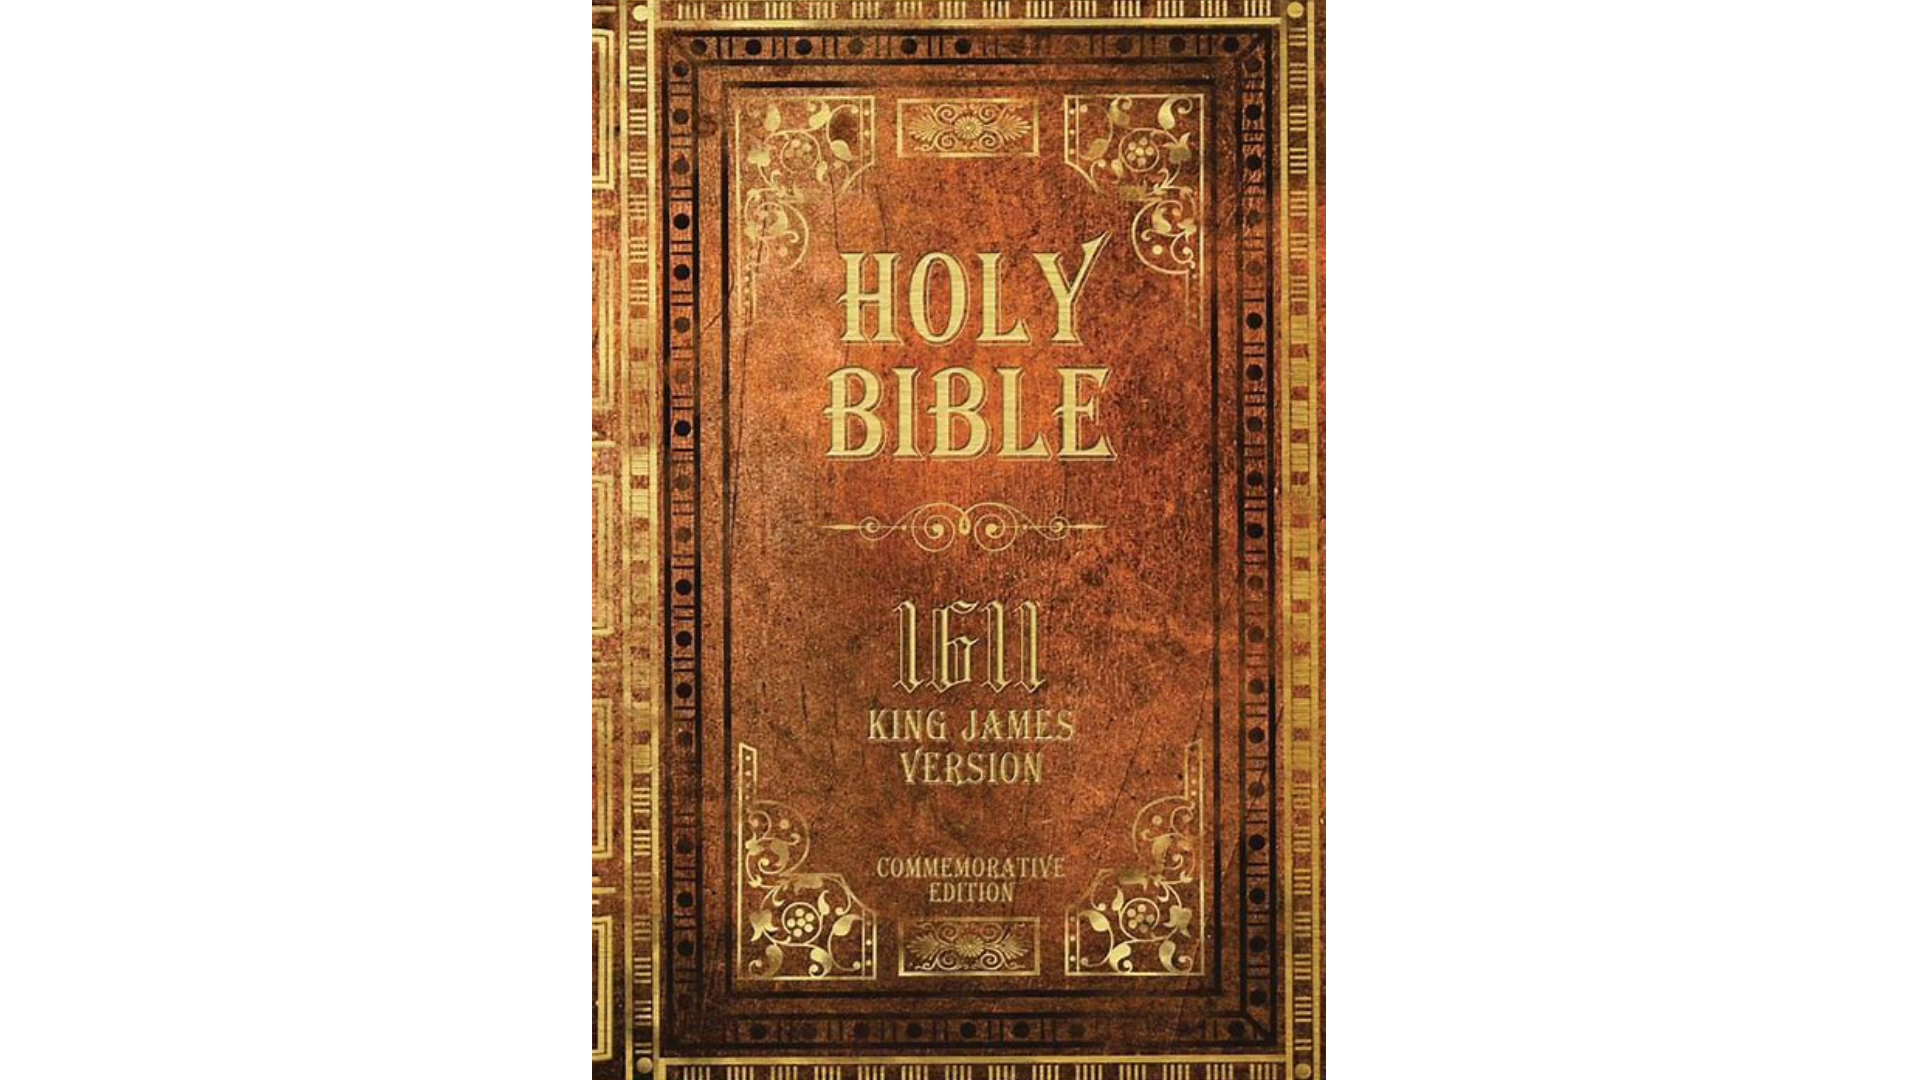 HOLY
BIBLE
1611
KING JAMES
VERSION
COMMEMORATIVE
EDITION